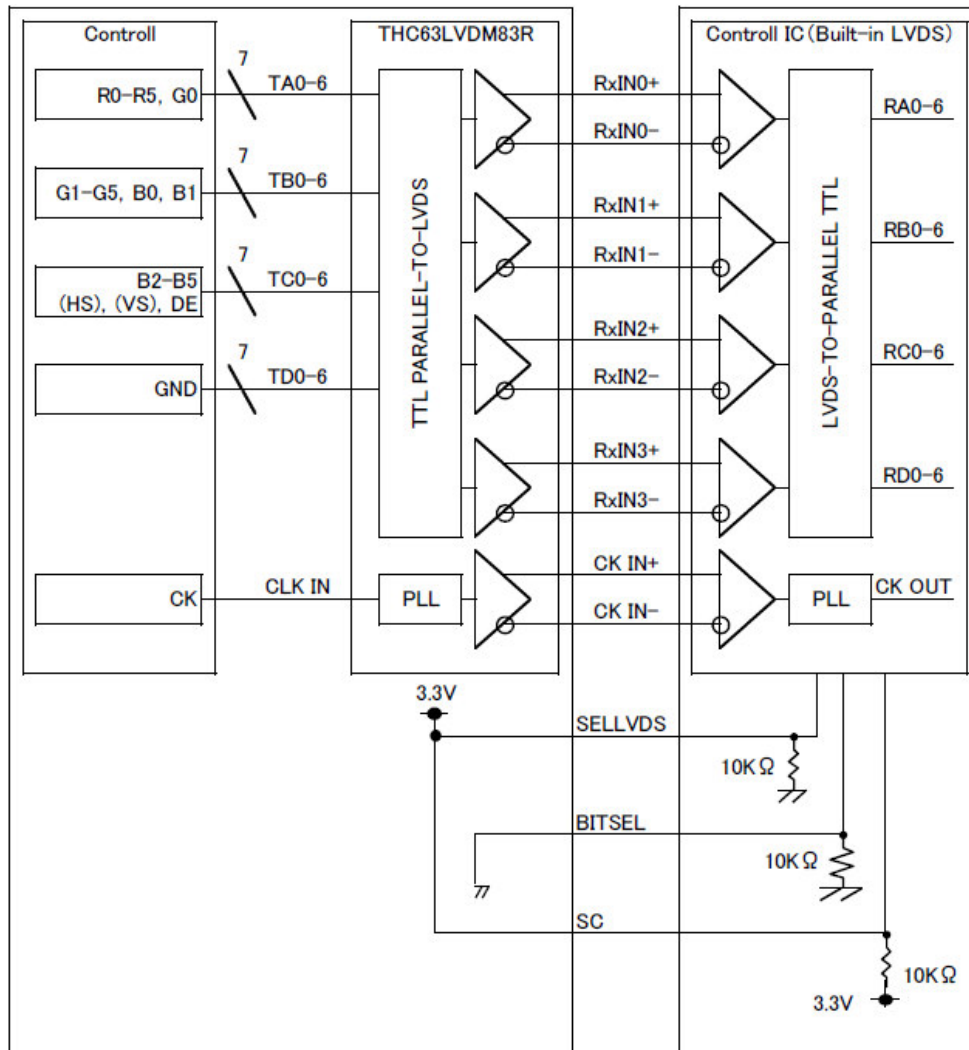 Controll
THC63LVDM83R
Controll IC(Built-in LVDS)
R0-R5, G0
7
TA0-6
RxIN0+
RxIN0-
RA0-6
G1-G5, B0, B1
7
TB0-6
RxIN1+
RxIN1-
RB0-6
B2-B5
(HS), (VS), DE
7
TC0-6
RxIN2+
RxIN2-
RC0-6
GND
7
TD0-6
RxIN3+
RxIN3-
RD0-6
TTL PARALLEL-TO-LVDS
LVDS-TO-PARALLEL TTL
CK
CLK IN
PLL
CK IN+
CK IN-
PLL
CK OUT
3.3V
SELLVDS
10KΩ
BITSEL
10KΩ
SC
10KΩ
3.3V